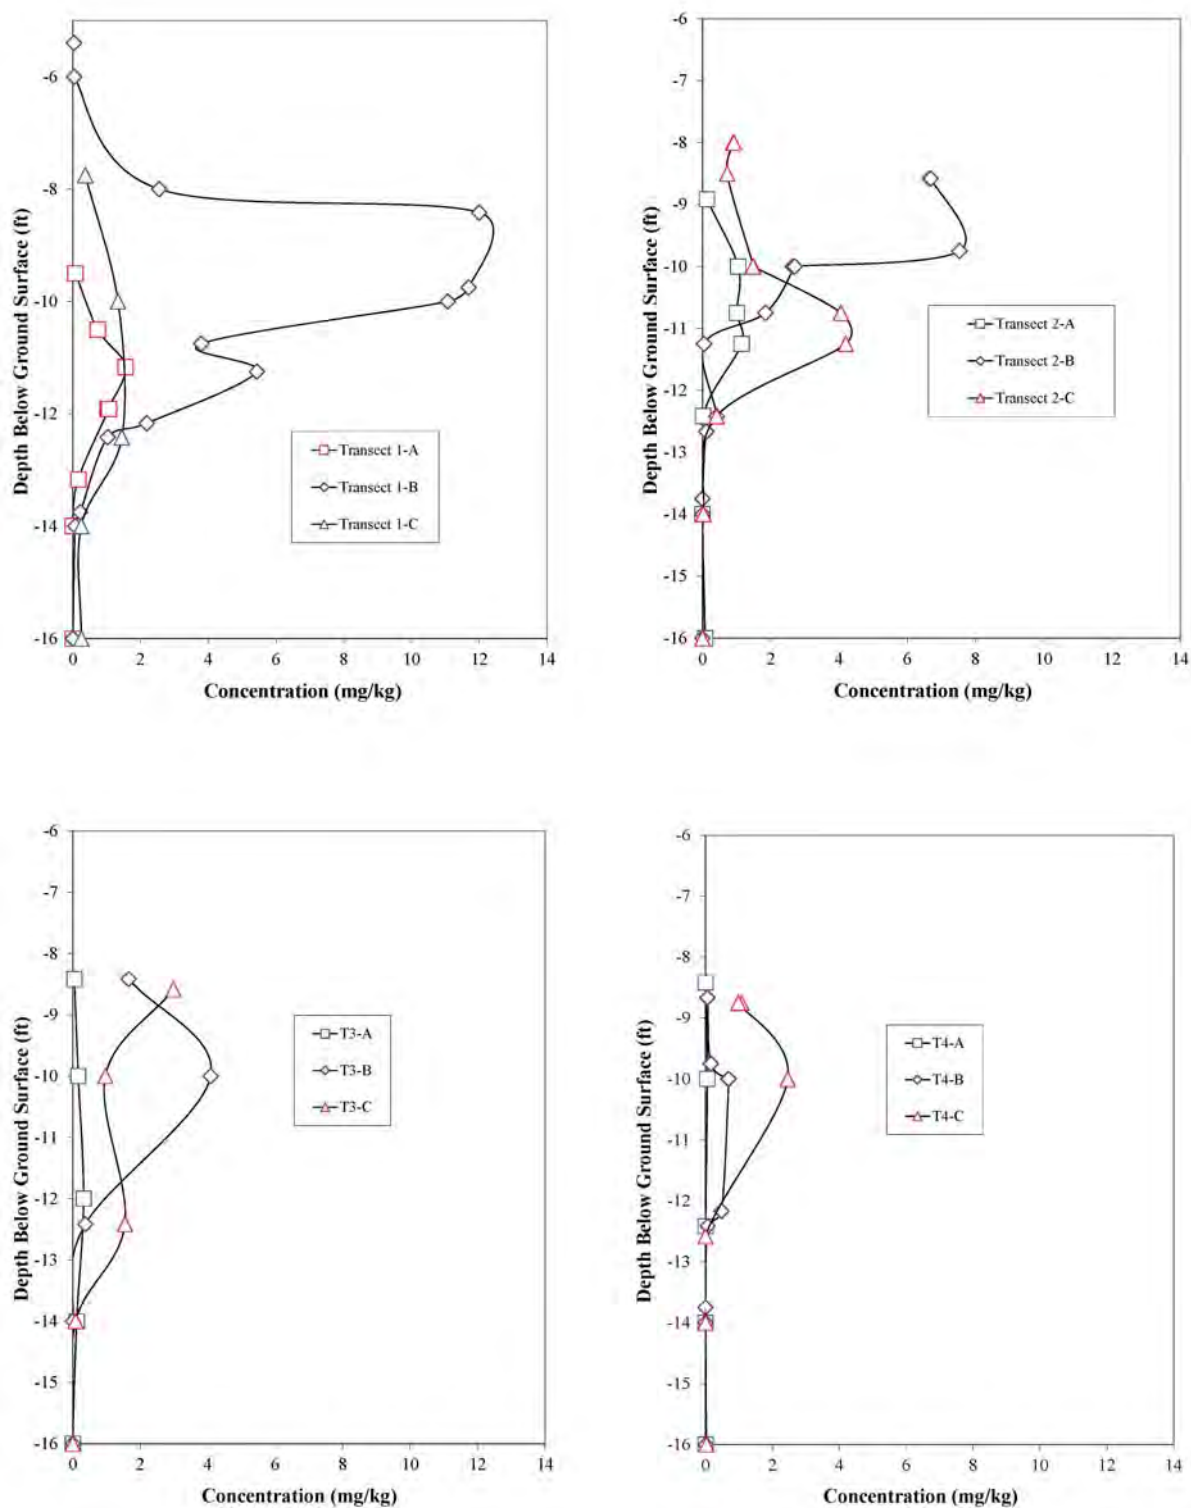 -6
-8
-10
-12
-14
-16
0 2 4 6 8 10 12 14
Depth Below Ground Surface (ft)
Concentration (mg/kg)
Transect 1-A
Transect 1-B
Transect 1-C
-6
-7
-8
-9
-10
-11
-12
-13
-14
-15
-16
0 2 4 6 8 10 12 14
Depth Below Ground Surface (ft)
Concentration (mg/kg)
Transect 2-A
Transect 2-B
Transect 2-C
-6
-7
-8
-9
-10
-11
-12
-13
-14
-15
-16
0 2 4 6 8 10 12 14
Depth Below Ground Surface (ft)
Concentration (mg/kg)
T3-A
T3-B
T3-C
-6
-7
-8
-9
-10
-11
-12
-13
-14
-15
-16
0 2 4 6 8 10 12 14
Depth Below Ground Surface (ft)
Concentration (mg/kg)
T4-A
T4-B
T4-C